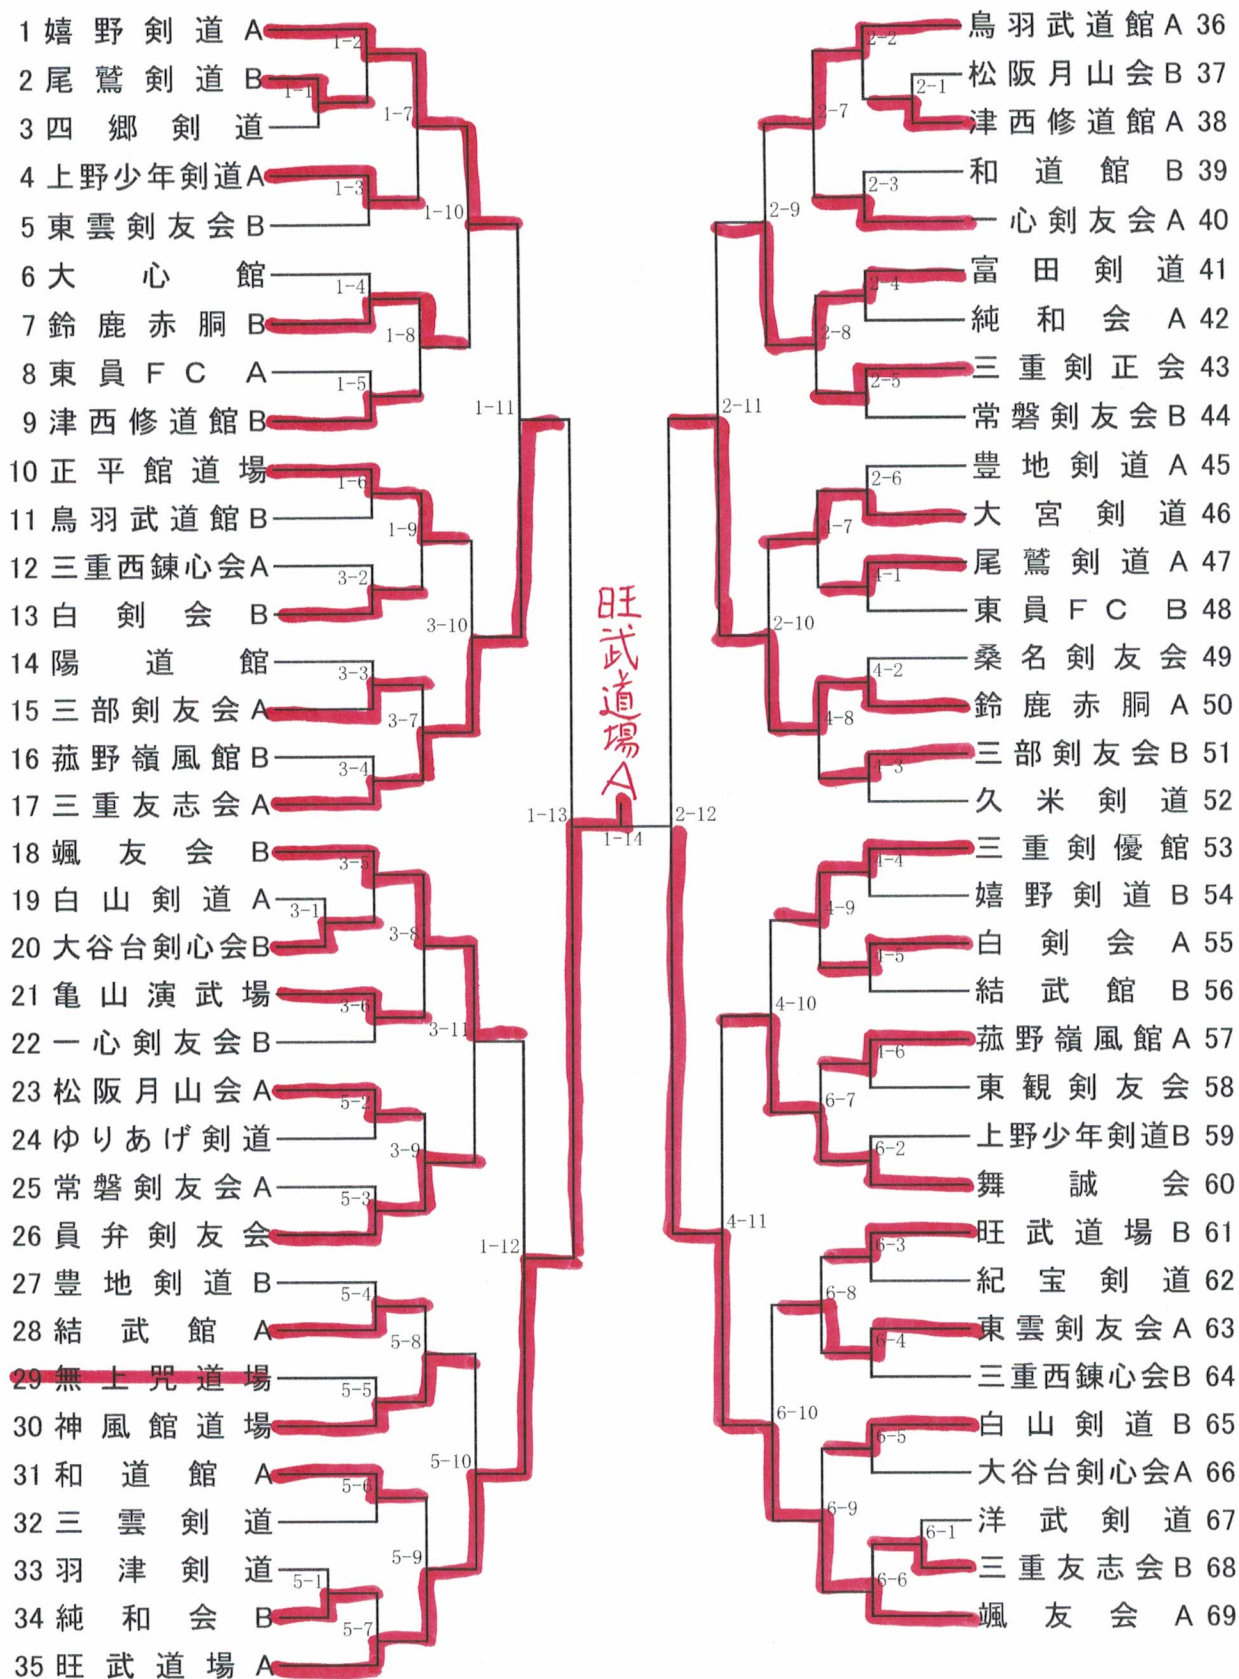 1 嬉野剣道 A
2 尾鷲剣道 B
3 四郷剣道
4 上野少年剣道A
5 東雲剣友会 B
6 大心館
7 鈴鹿赤胴 B
8 東員FC A
9 津西修道館 B
10 正平館道場
11 鳥羽武道館 B
12 三重西錬心会A
13 白剣会 B
14 陽道館
15 三部剣友会 A
16 菰野嶺風館 B
17 三重友志会 A
18 颯友会 B
19 白山剣道 A
20 大谷台剣心会B
21 亀山演武場
22 一心剣友会 B
23 松阪月山会 A
24 ゆりあげ剣道
25 常磐剣友会 A
26 員弁剣友会
27 豊地剣道 B
28 結武館 A
29 無上咒道場
30 神風館道場
31 和道館 A
32 三雲剣道
33 羽津剣道
34 純和会 B
35 旺武道場 A
1-1
1-2
1-3
1-4
1-5
1-6
3-2
3-3
3-4
3-5
3-1
3-6
5-2
5-3
5-4
5-5
5-6
5-1
5-7
1-7
1-8
1-9
3-7
3-8
3-9
5-8
5-9
1-10
3-10
3-11
5-10
1-11
1-12
1-13
旺武道場A
1-14
2-12
2-11
4-11
2-9
2-10
4-10
6-10
2-7
2-8
4-7
4-8
4-9
6-7
6-8
6-9
2-2
2-1
2-3
2-4
2-5
2-6
4-1
4-2
4-3
4-4
4-5
4-6
6-2
6-3
6-4
6-5
6-1
6-6
鳥羽武道館 A 36
松阪月山会 B 37
津西修道館 A 38
和道館 B 39
心剣友会 A 40
富田剣道 41
純和会 A 42
三重剣正会 43
常磐剣友会 B 44
豊地剣道 A 45
大宮剣道 46
尾鷲剣道 A 47
東員FC B 48
桑名剣友会 49
鈴鹿赤胴 A 50
三部剣友会 B 51
久米剣道 52
三重剣優館 53
嬉野剣道 B 54
白剣会 A 55
結武館 B 56
菰野嶺風館 A 57
東観剣友会 58
上野少年剣道B 59
舞誠会 60
旺武道場 B 61
紀宝剣道 62
東雲剣友会 A 63
三重西錬心会B 64
白山剣道 B 65
大谷台剣心会A 66
洋武剣道 67
三重友志会 B 68
颯友会 A 69